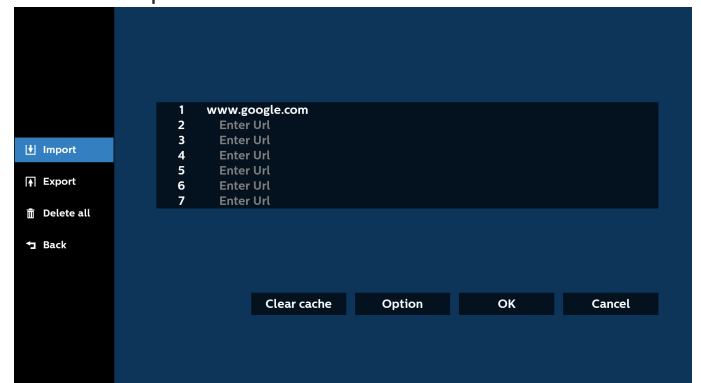 1 www.google.com
2 Enter Url
3 Enter Url
4 Enter Url
5 Enter Url
6 Enter Url
7 Enter Url
Import
Export
Delete all
Back
Clear cache Option OK Cancel